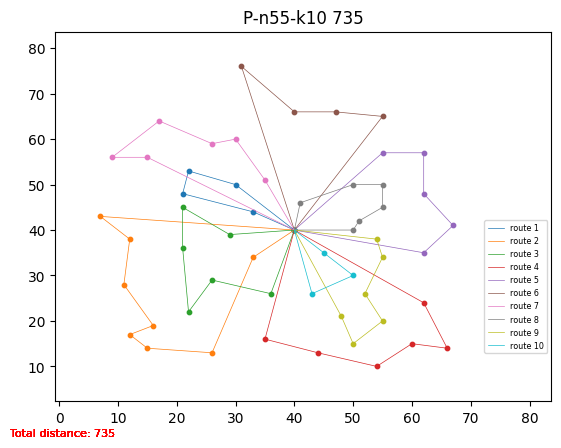 P-n55-k10 735
80
70
60
50
40
30
20
10
0
10
20
30
40
50
60
70
80
route 1
route 2
route 3
route 4
route 5
route 6
route 7
route 8
route 9
route 10
Total distance: 735